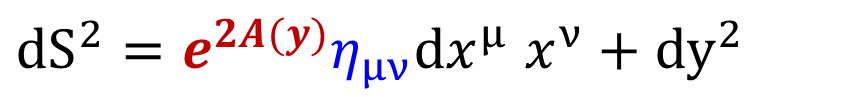 dS² = e^{2A(y)}η_{μν}dx^μ x^ν + dy²